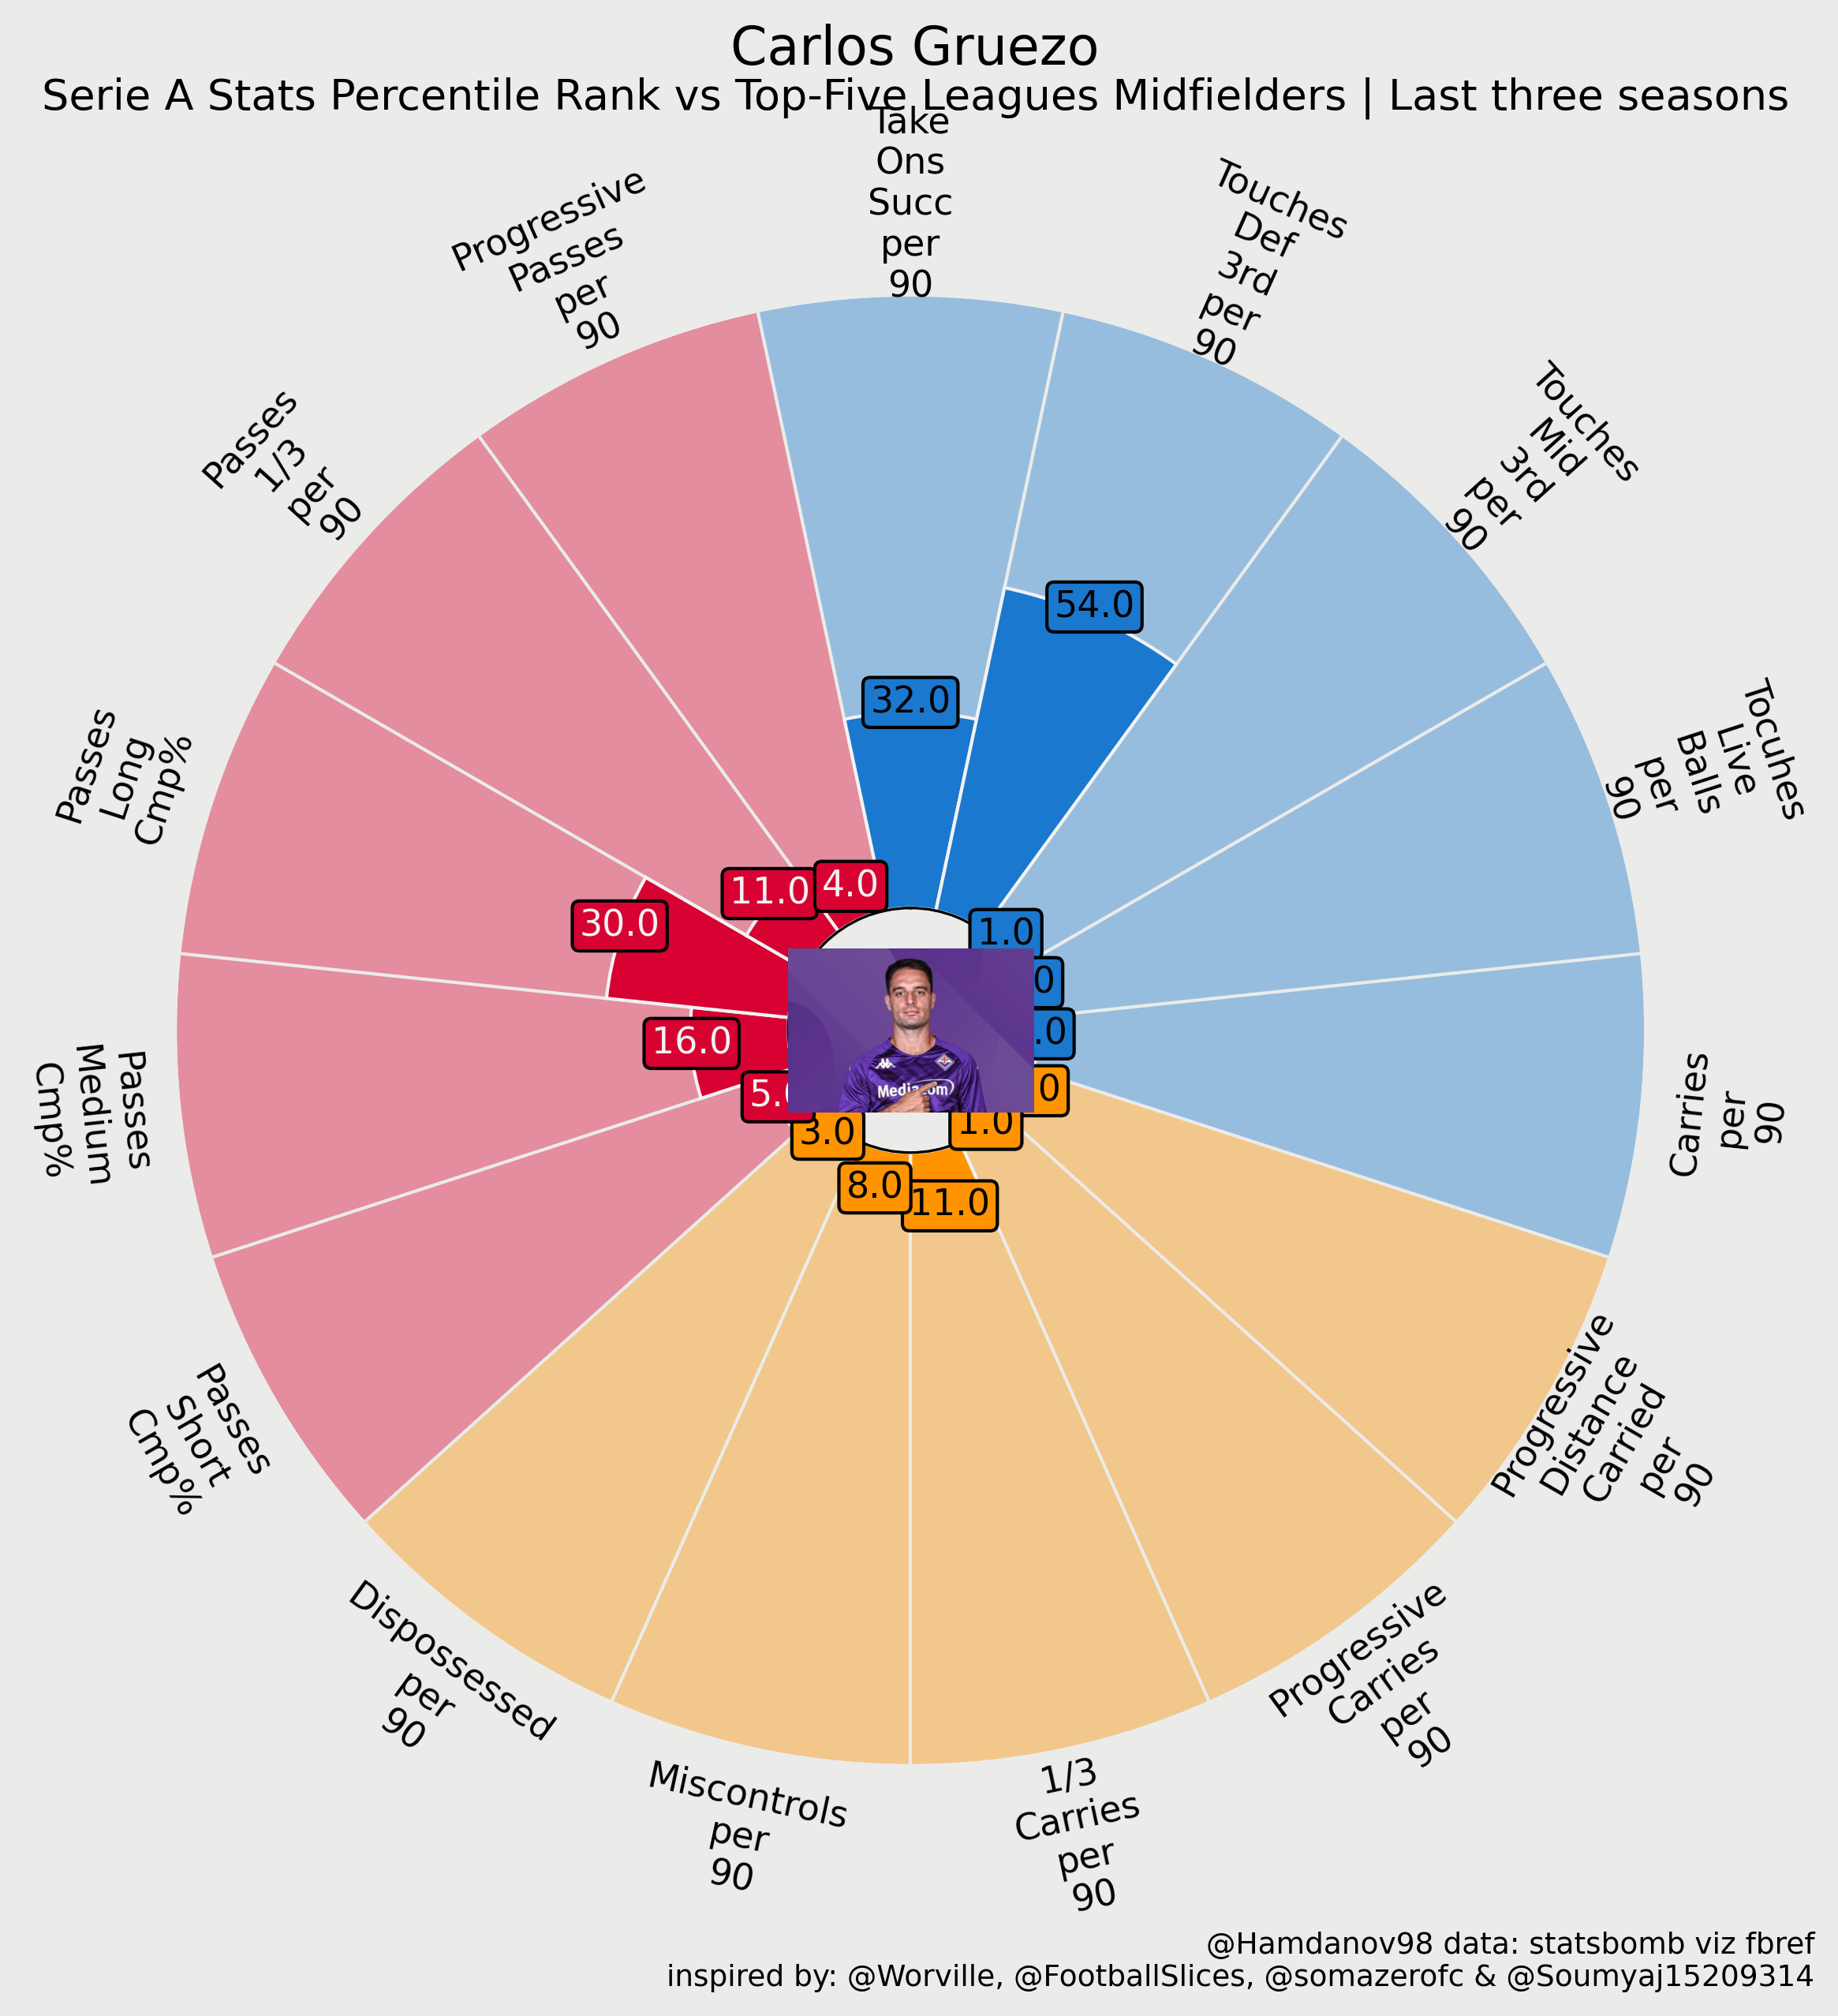 Carlos Gruezo
Serie A Stats Percentile Rank vs Top-Five Leagues Midfielders | Last three seasons
Take
Ons
Succ
per
90
Touches
Def
3rd
per
90
Touches
Mid
3rd
per
90
Tocuhes
Live
Balls
per
90
Carries
per
90
Progressive
Distance
Carried
per
90
Progressive
Carries
per
90
1/3
Carries
per
90
Miscontrols
per
90
Dispossessed
per
90
Passes
Short
Cmp%
Passes
Medium
Cmp%
Passes
Long
Cmp%
Passes
1/3
per
90
Progressive
Passes
per
90
32.0
54.0
1.0
1.0
11.0
8.0
3.0
16.0
30.0
11.0
4.0
Mediacom
@Hamdanov98 data: statsbomb viz fbref
inspired by: @Worville, @FootballSlices, @somazerofc & @Soumyaj15209314